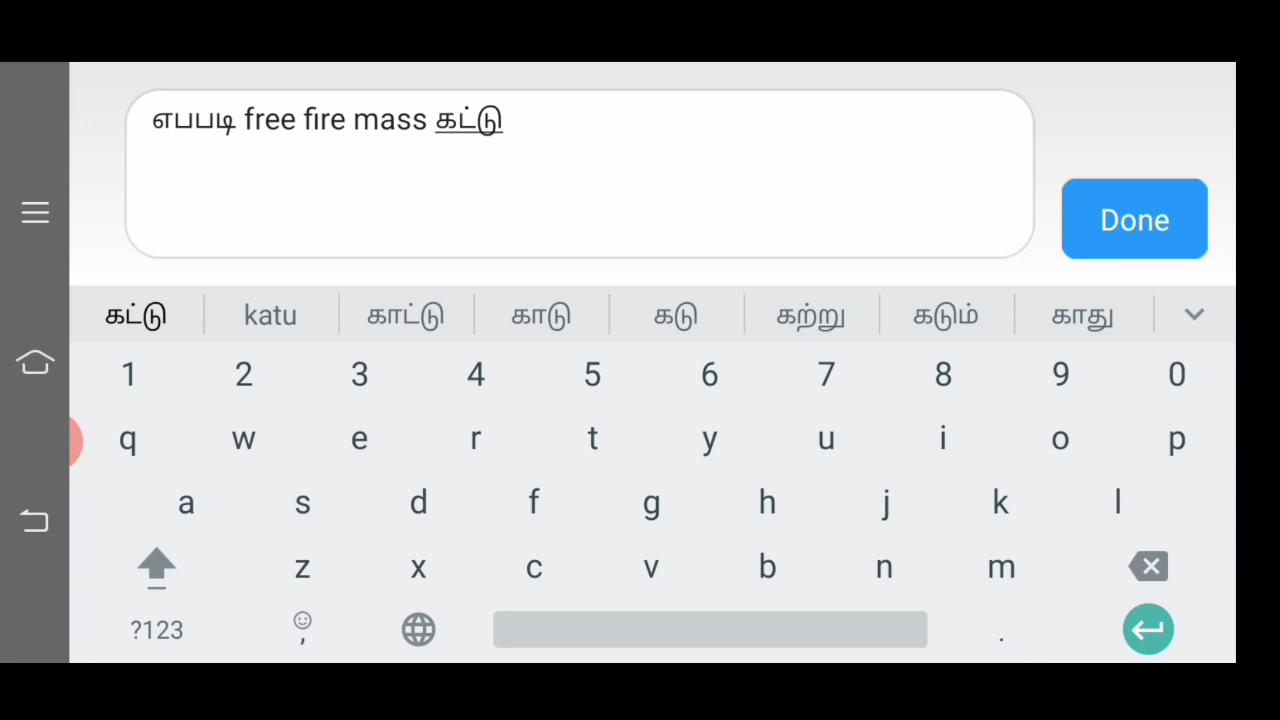 எபபடி free fire mass கட்டு
Done
கட்டு katu காட்டு காடு கடு கற்று கடும் காது
1 2 3 4 5 6 7 8 9 0
q w e r t y u i o p
a s d f g h j k l
z x c v b n m
?123 , .